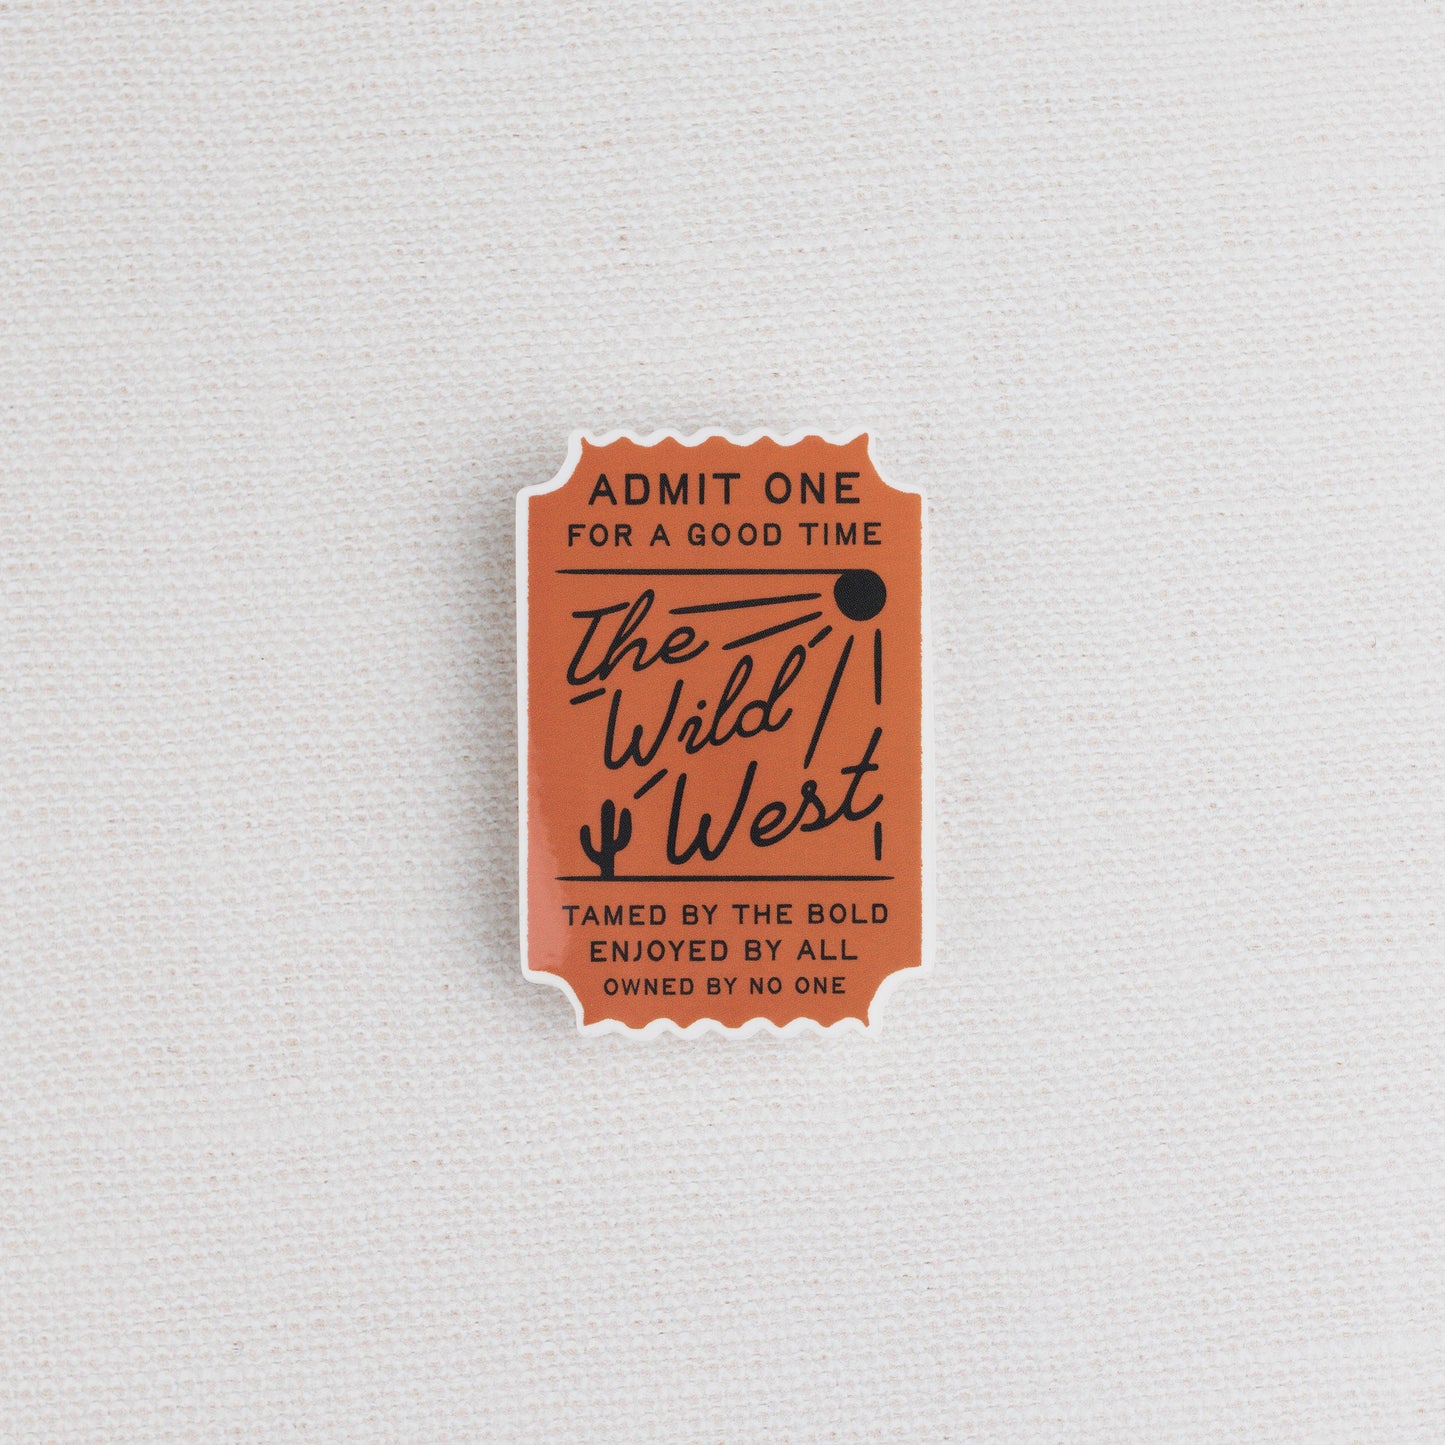 ADMIT ONE
FOR A GOOD TIME
The
Wild
West
TAMED BY THE BOLD
ENJOYED BY ALL
OWNED BY NO ONE